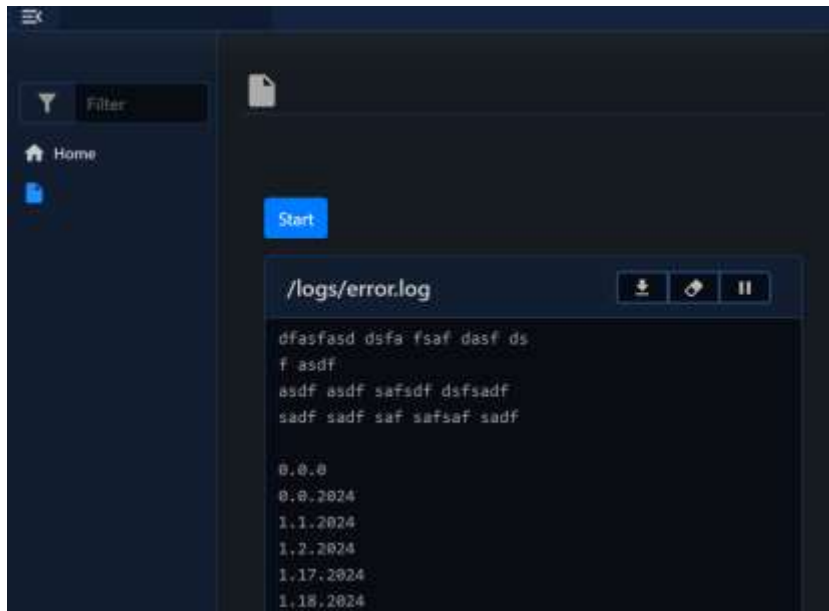 Filter
Home
Start
/logs/error.log
dfasfasd dsfa fsaf dasf ds
f asdf
asdf asdf safsdf dsfsadf
sadf sadf saf safsaf sadf
0.0.0
0.0.2024
1.1.2024
1.2.2024
1.17.2024
1.18.2024